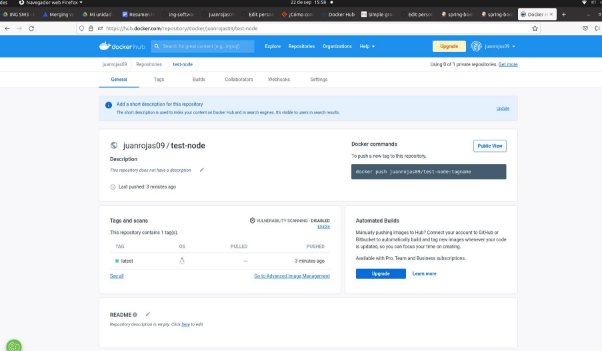 Navegador web Firefox
22 de sep 15:58
ING SW3
Merging
Mi unidad
Resumen
Ing-softw
juanrojas
Edit person
¿Cómo
Docker Hub
simple gr
Edit person
spring-boo
spring-boo
Docker H
https://hub.docker.com/repository/docker/juanrojas09/test-node
dockerhub
Search for great content (e.g., mysql)
Explore
Repositories
Organizations
Help
Upgrade
juanrojas09
juanrojas09
Repositories
test-node
Using 0 of 1 private repositories. Get more
General
Tags
Builds
Collaborators
Webhooks
Settings
Add a short description for this repository
Update
The short description is used to index your content on Docker Hub and in search engines. It's visible to users in search results.
juanrojas09 / test-node
Description
This repository does not have a description
Last pushed: 3 minutes ago
Docker commands
Public View
To push a new tag to this repository,
docker push juanrojas09/test-node:tagname
Tags and scans
VULNERABILITY SCANNING - DISABLED
Enable
This repository contains 1 tag(s).
TAG
OS
PULLED
PUSHED
latest
---
3 minutes ago
See all
Go to Advanced Image Management
Automated Builds
Manually pushing images to Hub? Connect your account to GitHub or
Bitbucket to automatically build and tag new images whenever your code
is updated, so you can focus your time on creating.
Available with Pro, Team and Business subscriptions.
Upgrade
Learn more
README
Repository description is empty. Click here to edit.